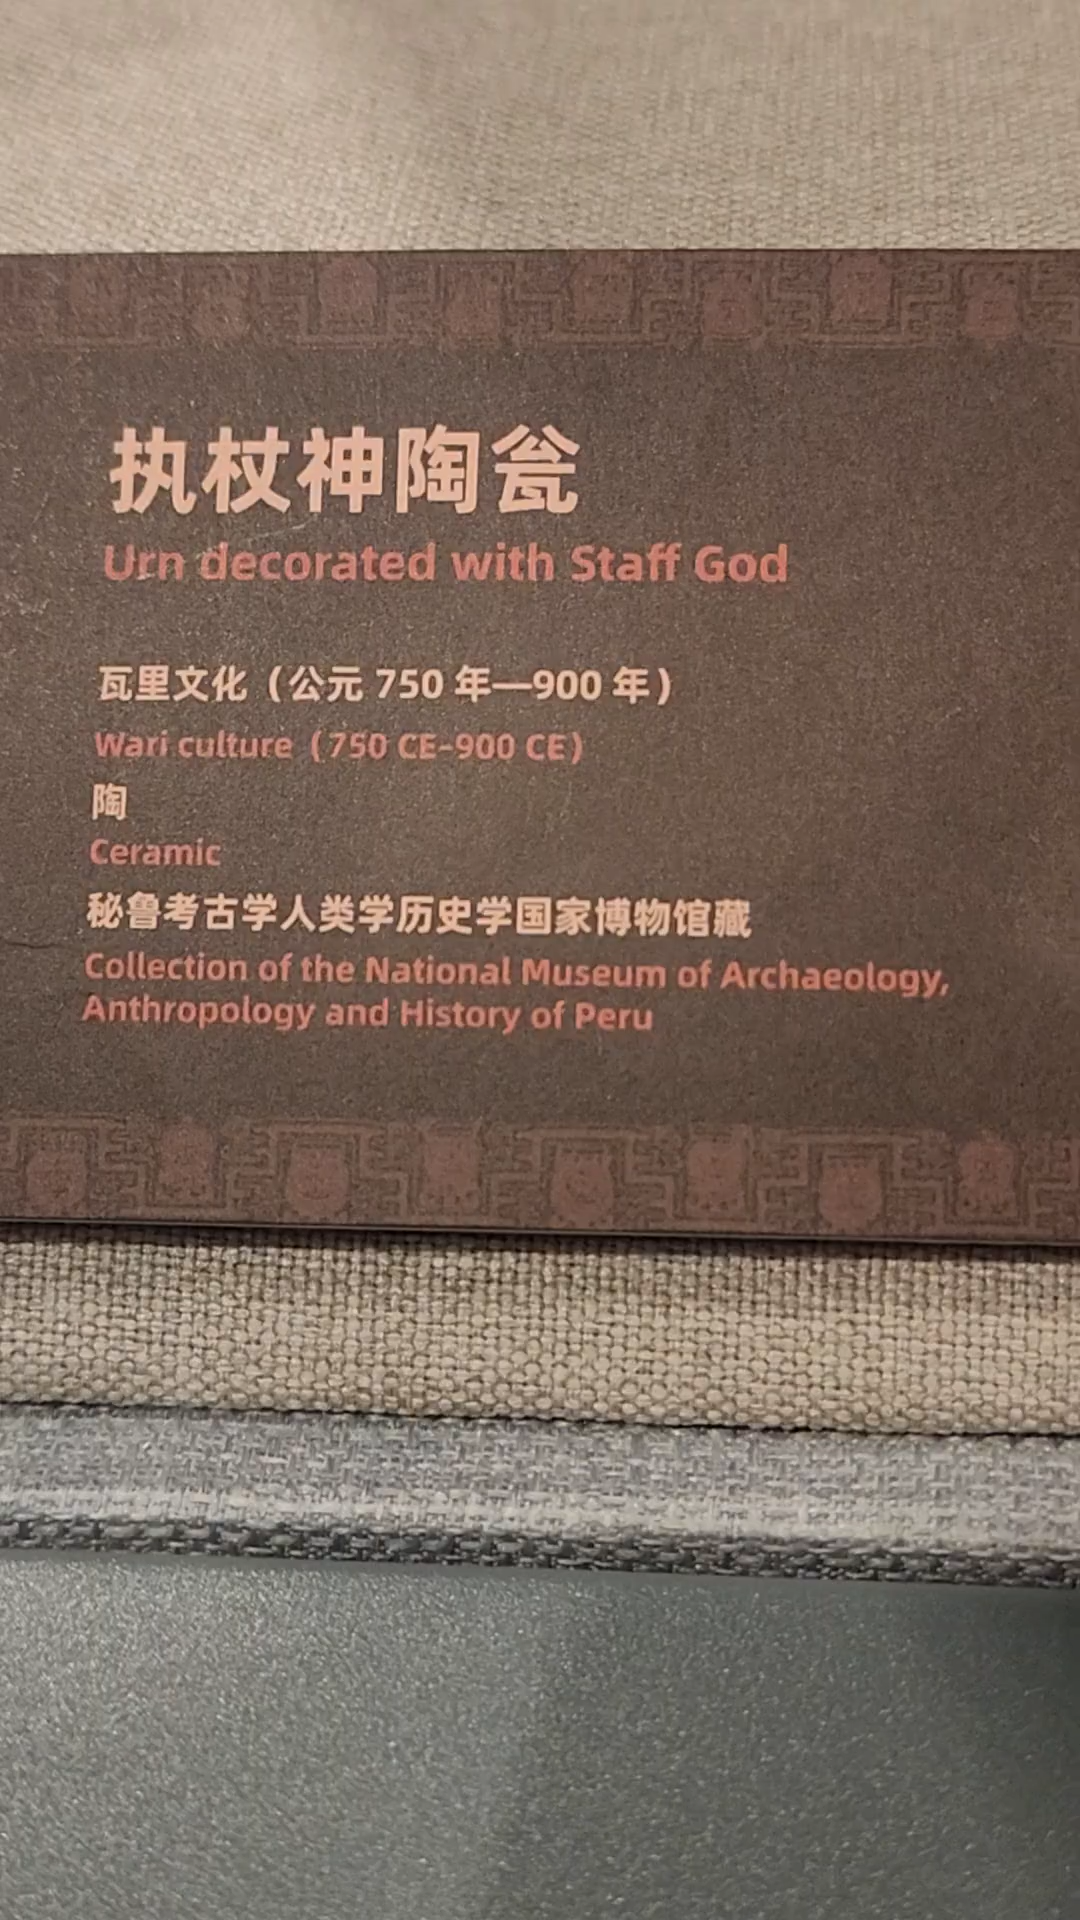 执杖神陶瓮
Urn decorated with Staff God
瓦里文化（公元 750 年—900 年）
Wari culture（750 CE–900 CE）
陶
Ceramic
秘鲁考古学人类学历史学国家博物馆藏
Collection of the National Museum of Archaeology,
Anthropology and History of Peru